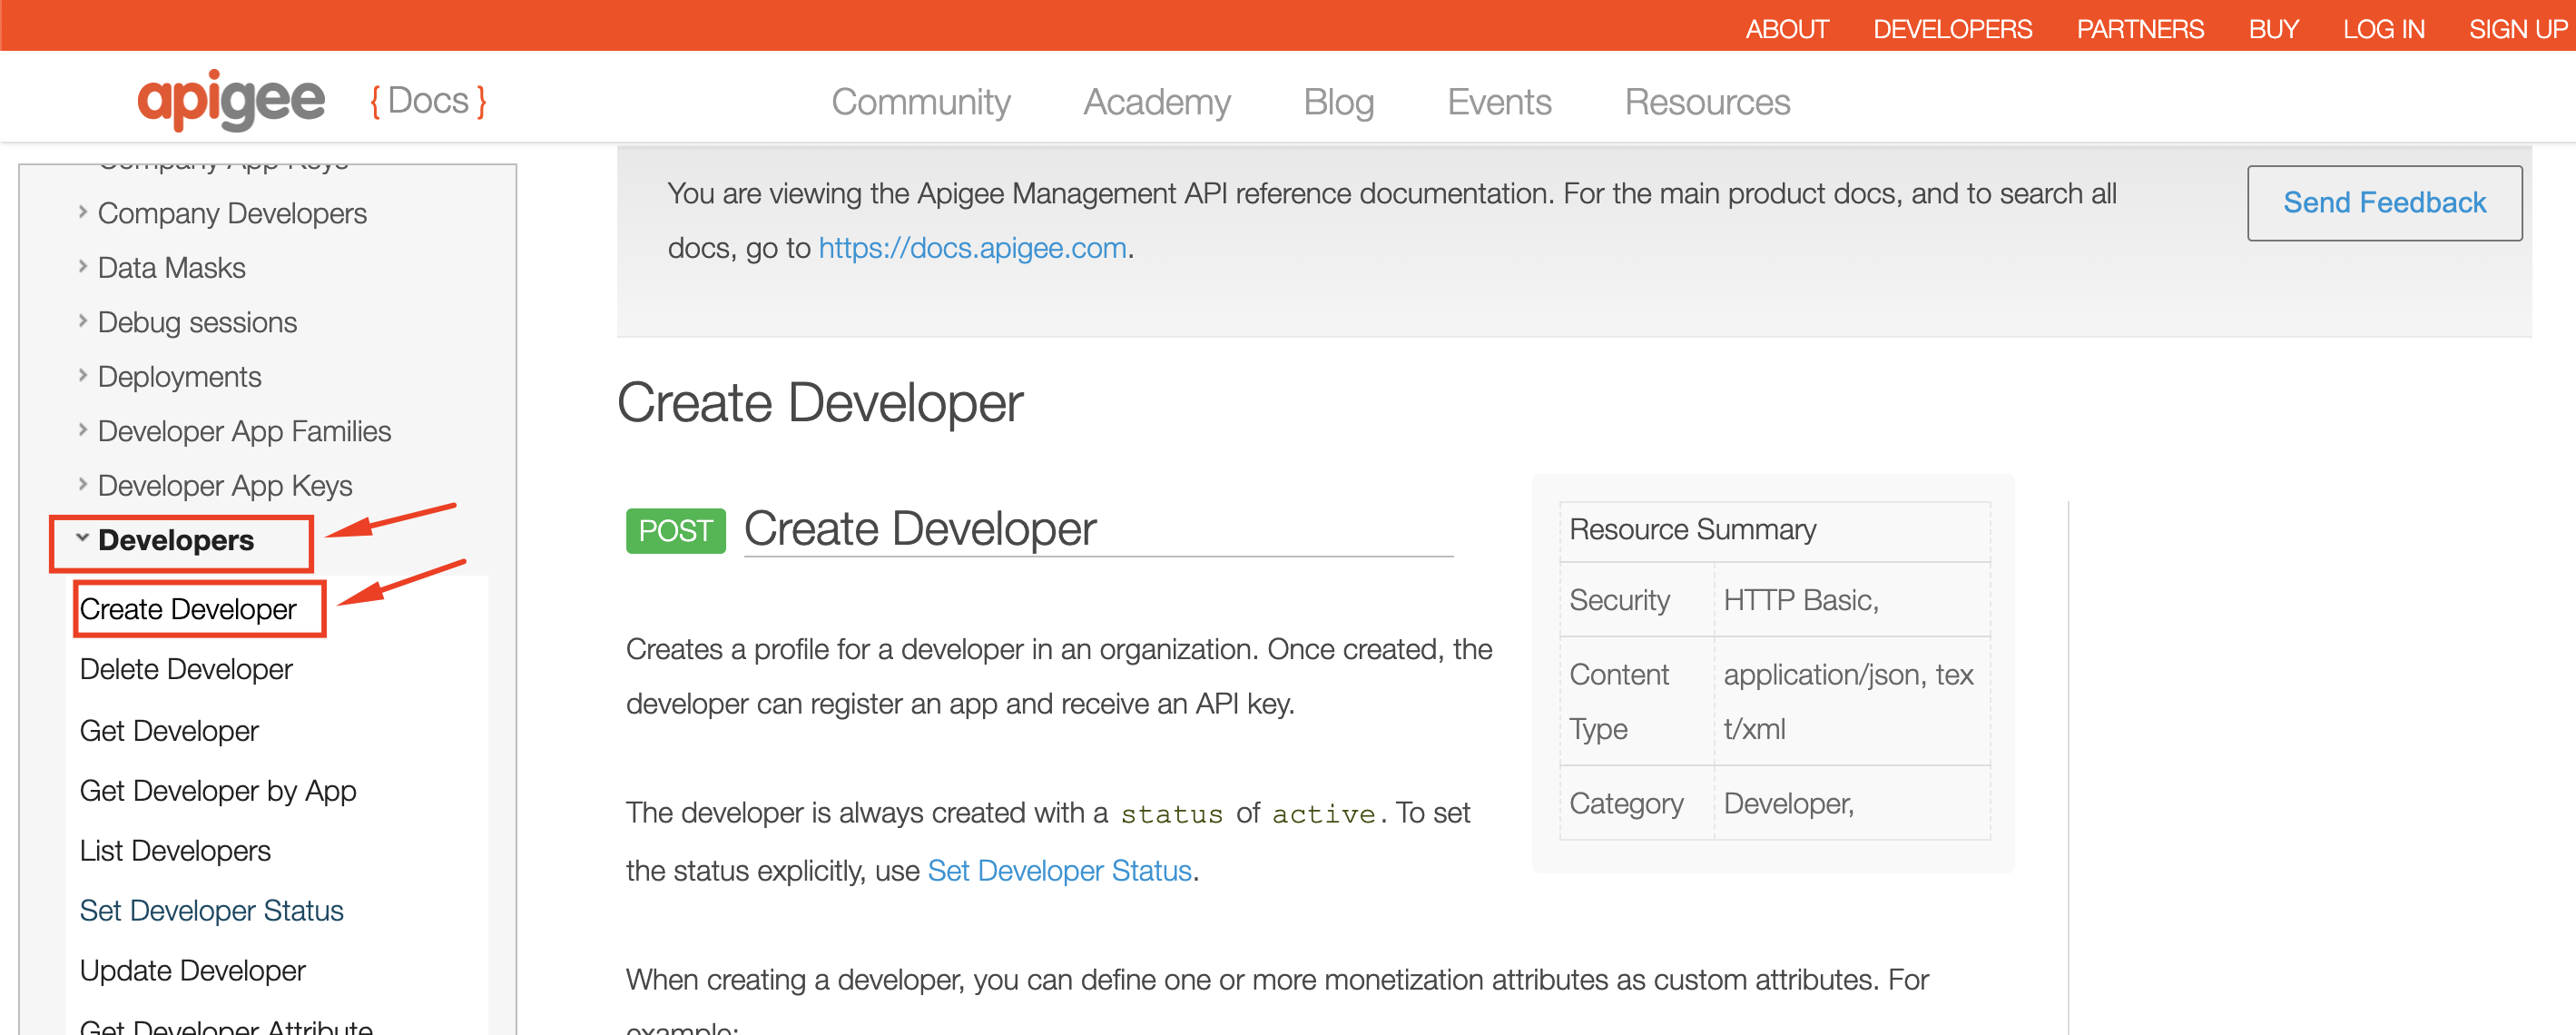 ABOUT DEVELOPERS PARTNERS BUY LOG IN SIGN UP
apigee { Docs } Community Academy Blog Events Resources
Company App Keys
Company Developers
Data Masks
Debug sessions
Deployments
Developer App Families
Developer App Keys
Developers
Create Developer
Delete Developer
Get Developer
Get Developer by App
List Developers
Set Developer Status
Update Developer
Get Developer Attribute
You are viewing the Apigee Management API reference documentation. For the main product docs, and to search all
docs, go to https://docs.apigee.com.
Send Feedback
Create Developer
POST Create Developer
Creates a profile for a developer in an organization. Once created, the
developer can register an app and receive an API key.
The developer is always created with a status of active. To set
the status explicitly, use Set Developer Status.
When creating a developer, you can define one or more monetization attributes as custom attributes. For
example:
Resource Summary
Security HTTP Basic,
Content application/json, tex
Type t/xml
Category Developer,